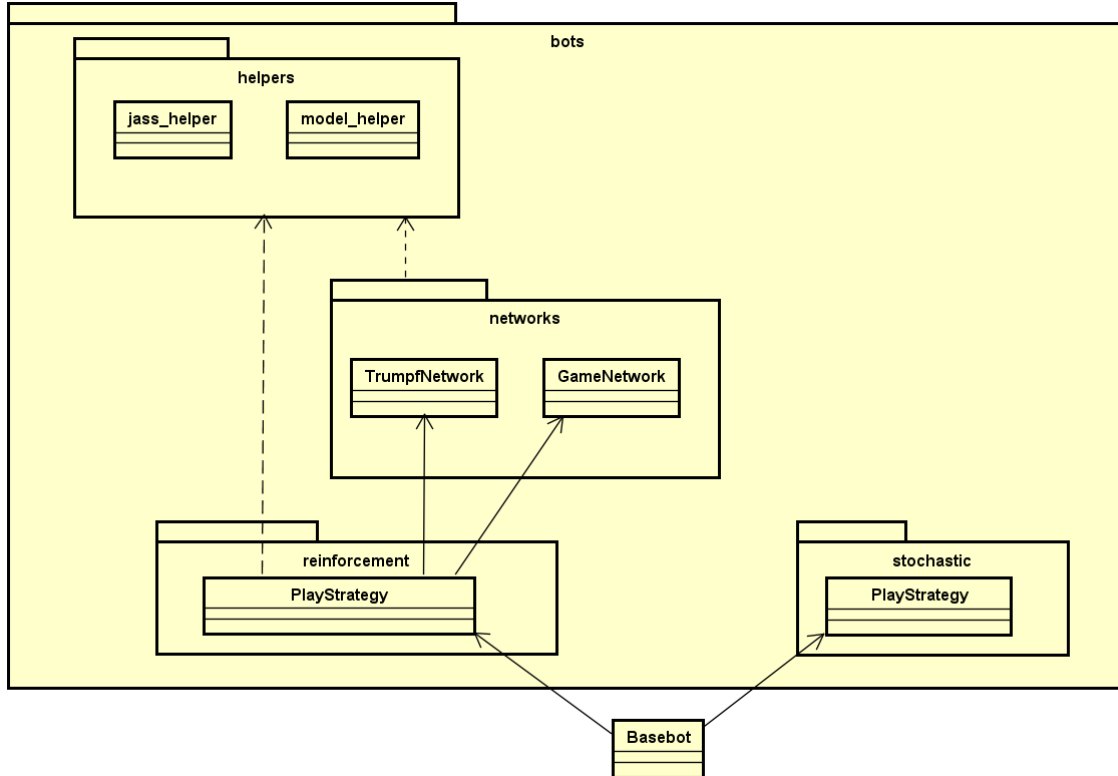 bots
helpers
jass_helper
model_helper
networks
TrumpfNetwork
GameNetwork
reinforcement
PlayStrategy
stochastic
PlayStrategy
Basebot